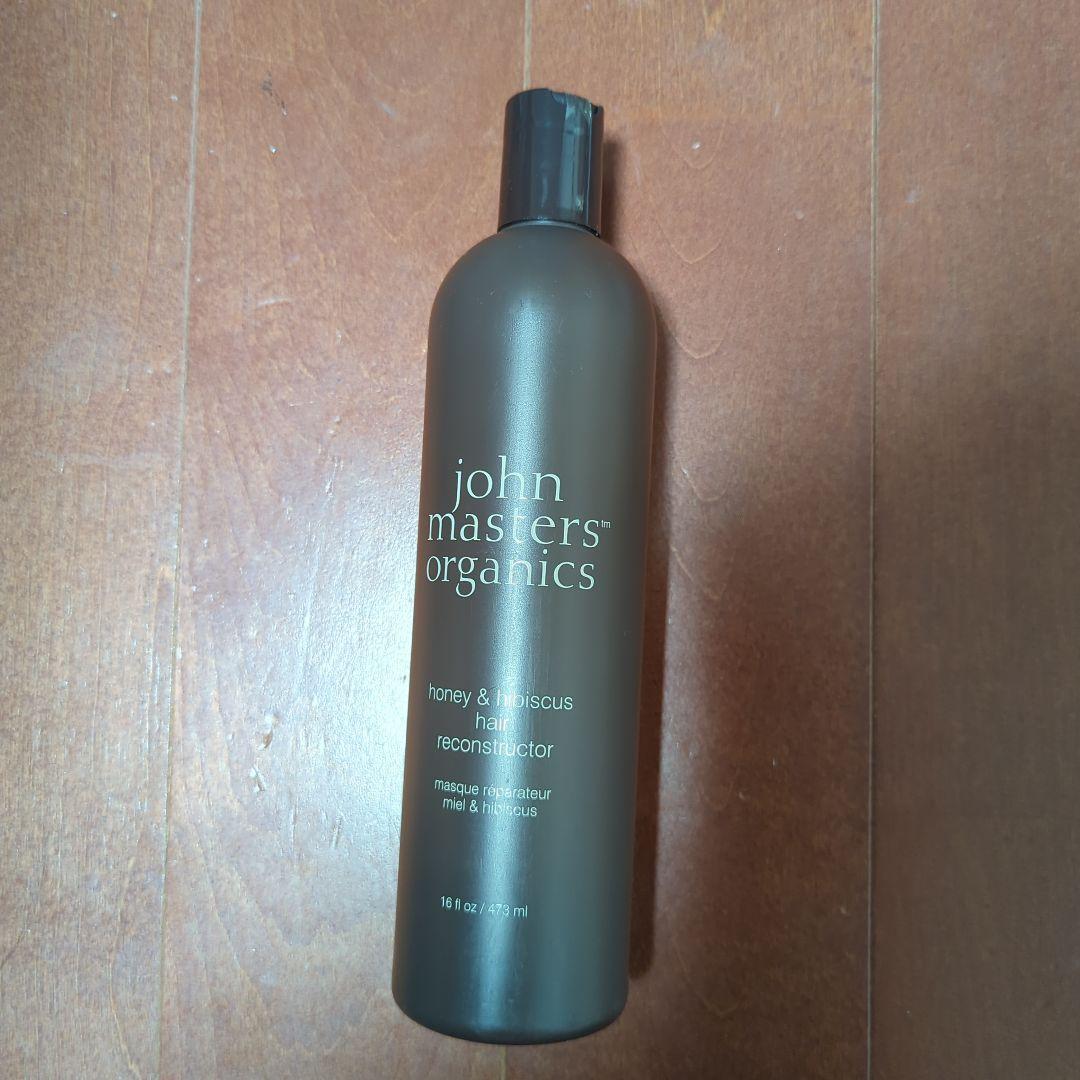 john
masters™
organics
honey & hibiscus
hair
reconstructor
masque réparateur
miel & hibiscus
16 fl oz / 473 ml